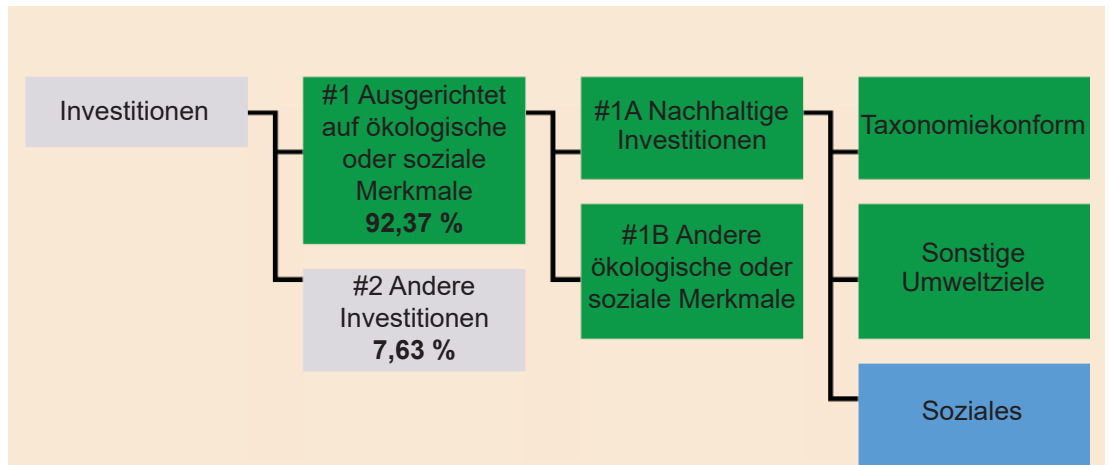 Investitionen
#1 Ausgerichtet
auf ökologische
oder soziale
Merkmale
92,37 %
#2 Andere
Investitionen
7,63 %
#1A Nachhaltige
Investitionen
#1B Andere
ökologische oder
soziale Merkmale
Taxonomiekonform
Sonstige
Umweltziele
Soziales